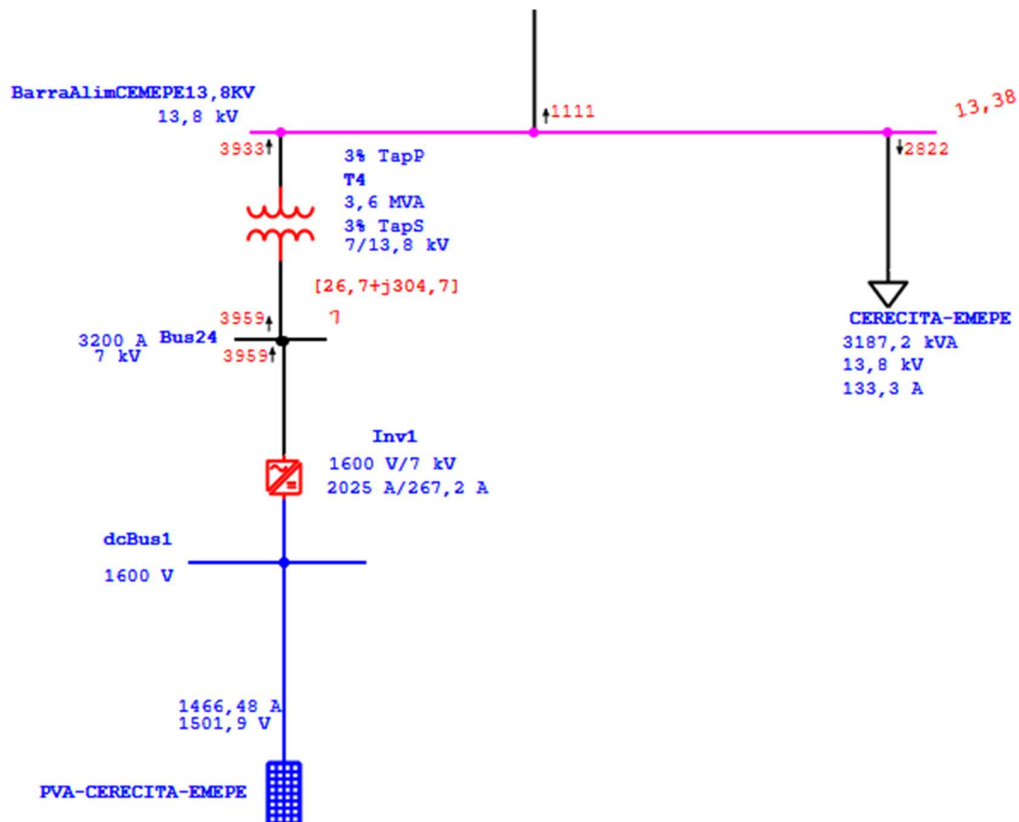 BarraAlimCEMEPE13,8KV
13,8 kV
1111
13,38
3933
2822
3% TapP
T4
3,6 MVA
3% TapS
7/13,8 kV
[26,7+j304,7]
3959
7
3200 A Bus24
7 kV
3959
CERECITA-EMEPE
3187,2 kVA
13,8 kV
133,3 A
Inv1
1600 V/7 kV
2025 A/267,2 A
dcBus1
1600 V
1466,48 A
1501,9 V
PVA-CERECITA-EMEPE